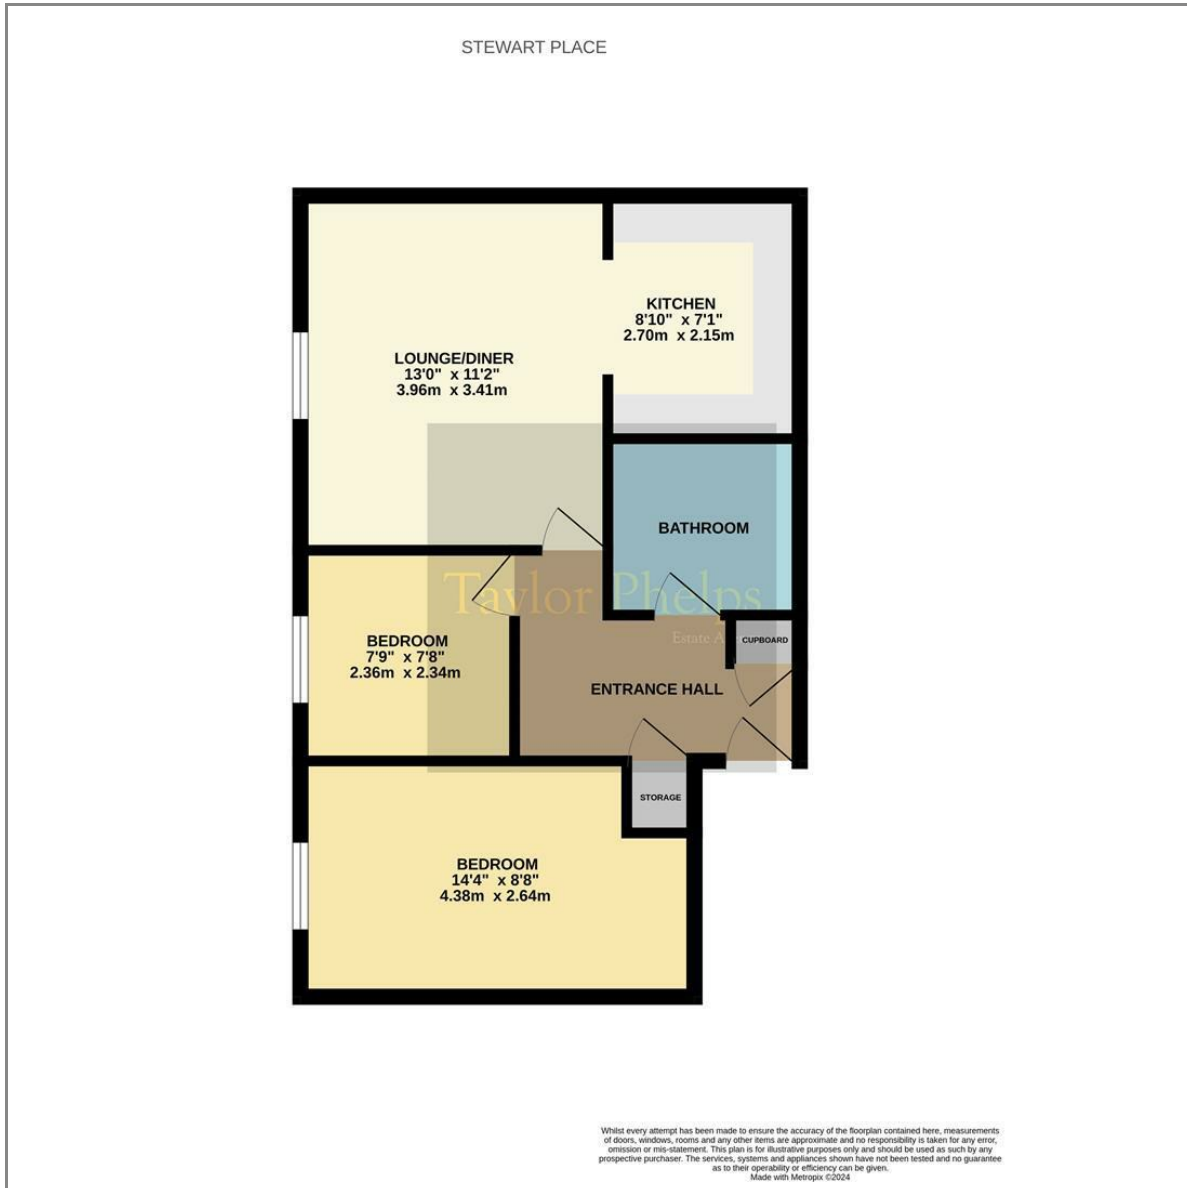 STEWART PLACE
KITCHEN
8'10" x 7'1"
2.70m x 2.15m
LOUNGE/DINER
13'0" x 11'2"
3.96m x 3.41m
BATHROOM
Taylor Phelps
Estate
BEDROOM
7'9" x 7'8"
2.36m x 2.34m
CUPBOARD
ENTRANCE HALL
STORAGE
BEDROOM
14'4" x 8'8"
4.38m x 2.64m
Whilst every attempt has been made to ensure the accuracy of the floorplan contained here, measurements
of doors, windows, rooms and any other items are approximate and no responsibility is taken for any error,
omission or mis-statement. This plan is for illustrative purposes only and should be used as such by any
prospective purchaser. The services, systems and appliances shown have not been tested and no guarantee
as to their operability or efficiency can be given.
Made with Metropix ©2024